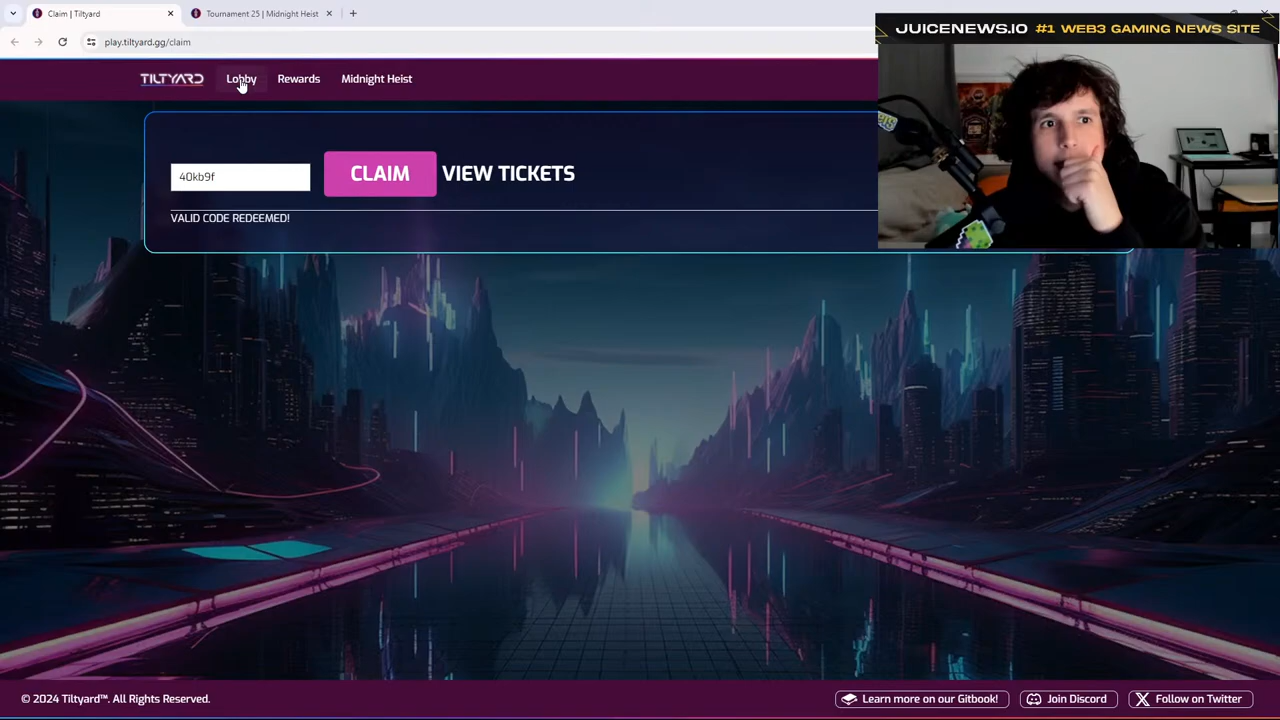 Claim | Tiltyard
Tournament 25 | Midnight Heist
play.tiltyard.gg/claim
JUICENEWS.IO #1 WEB3 GAMING NEWS SITE
TILTYARD Lobby Rewards Midnight Heist
40kb9f CLAIM VIEW TICKETS
VALID CODE REDEEMED!
© 2024 Tiltyard™. All Rights Reserved. Learn more on our Gitbook! Join Discord Follow on Twitter